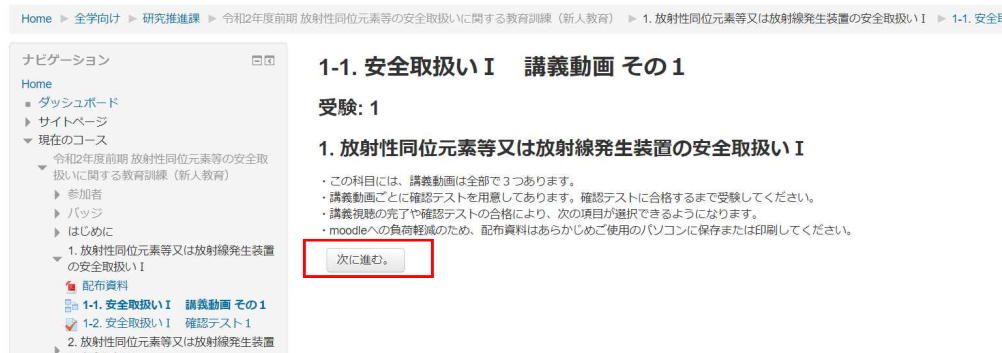 Home ▶ 全学向け ▶ 研究推進課 ▶ 令和2年度前期 放射性同位元素等の安全取扱いに関する教育訓練（新人教育） ▶ 1. 放射性同位元素等又は放射線発生装置の安全取扱い I ▶ 1-1. 安全
ナビゲーション
Home
ダッシュボード
サイトページ
現在のコース
令和2年度前期 放射性同位元素等の安全取
扱いに関する教育訓練（新人教育）
参加者
バッジ
はじめに
1. 放射性同位元素等又は放射線発生装置
の安全取扱い I
配布資料
1-1. 安全取扱い I　講義動画 その１
1-2. 安全取扱い I　確認テスト１
2. 放射性同位元素等又は放射線発生装置
1-1. 安全取扱い I　講義動画 その１
受験: 1
1. 放射性同位元素等又は放射線発生装置の安全取扱い I
・この科目には、講義動画は全部で３つあります。
・講義動画ごとに確認テストを用意してあります。確認テストに合格するまで受験してください。
・講義視聴の完了や確認テストの合格により、次の項目が選択できるようになります。
・moodleへの負荷軽減のため、配布資料はあらかじめご使用のパソコンに保存または印刷してください。
次に進む。